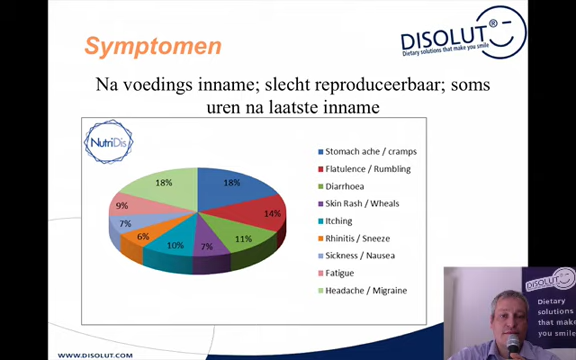 Symptomen
DISOLUT®
Dietary solutions that make you smile
Na voedings inname; slecht reproduceerbaar; soms
uren na laatste inname
NutriDis
18%
18%
14%
11%
7%
10%
6%
7%
9%
Stomach ache / cramps
Flatulence / Rumbling
Diarrhoea
Skin Rash / Wheals
Itching
Rhinitis / Sneeze
Sickness / Nausea
Fatigue
Headache / Migraine
DISOLUT
Dietary
solutions
that make
you smile
WWW.DISOLUT.COM